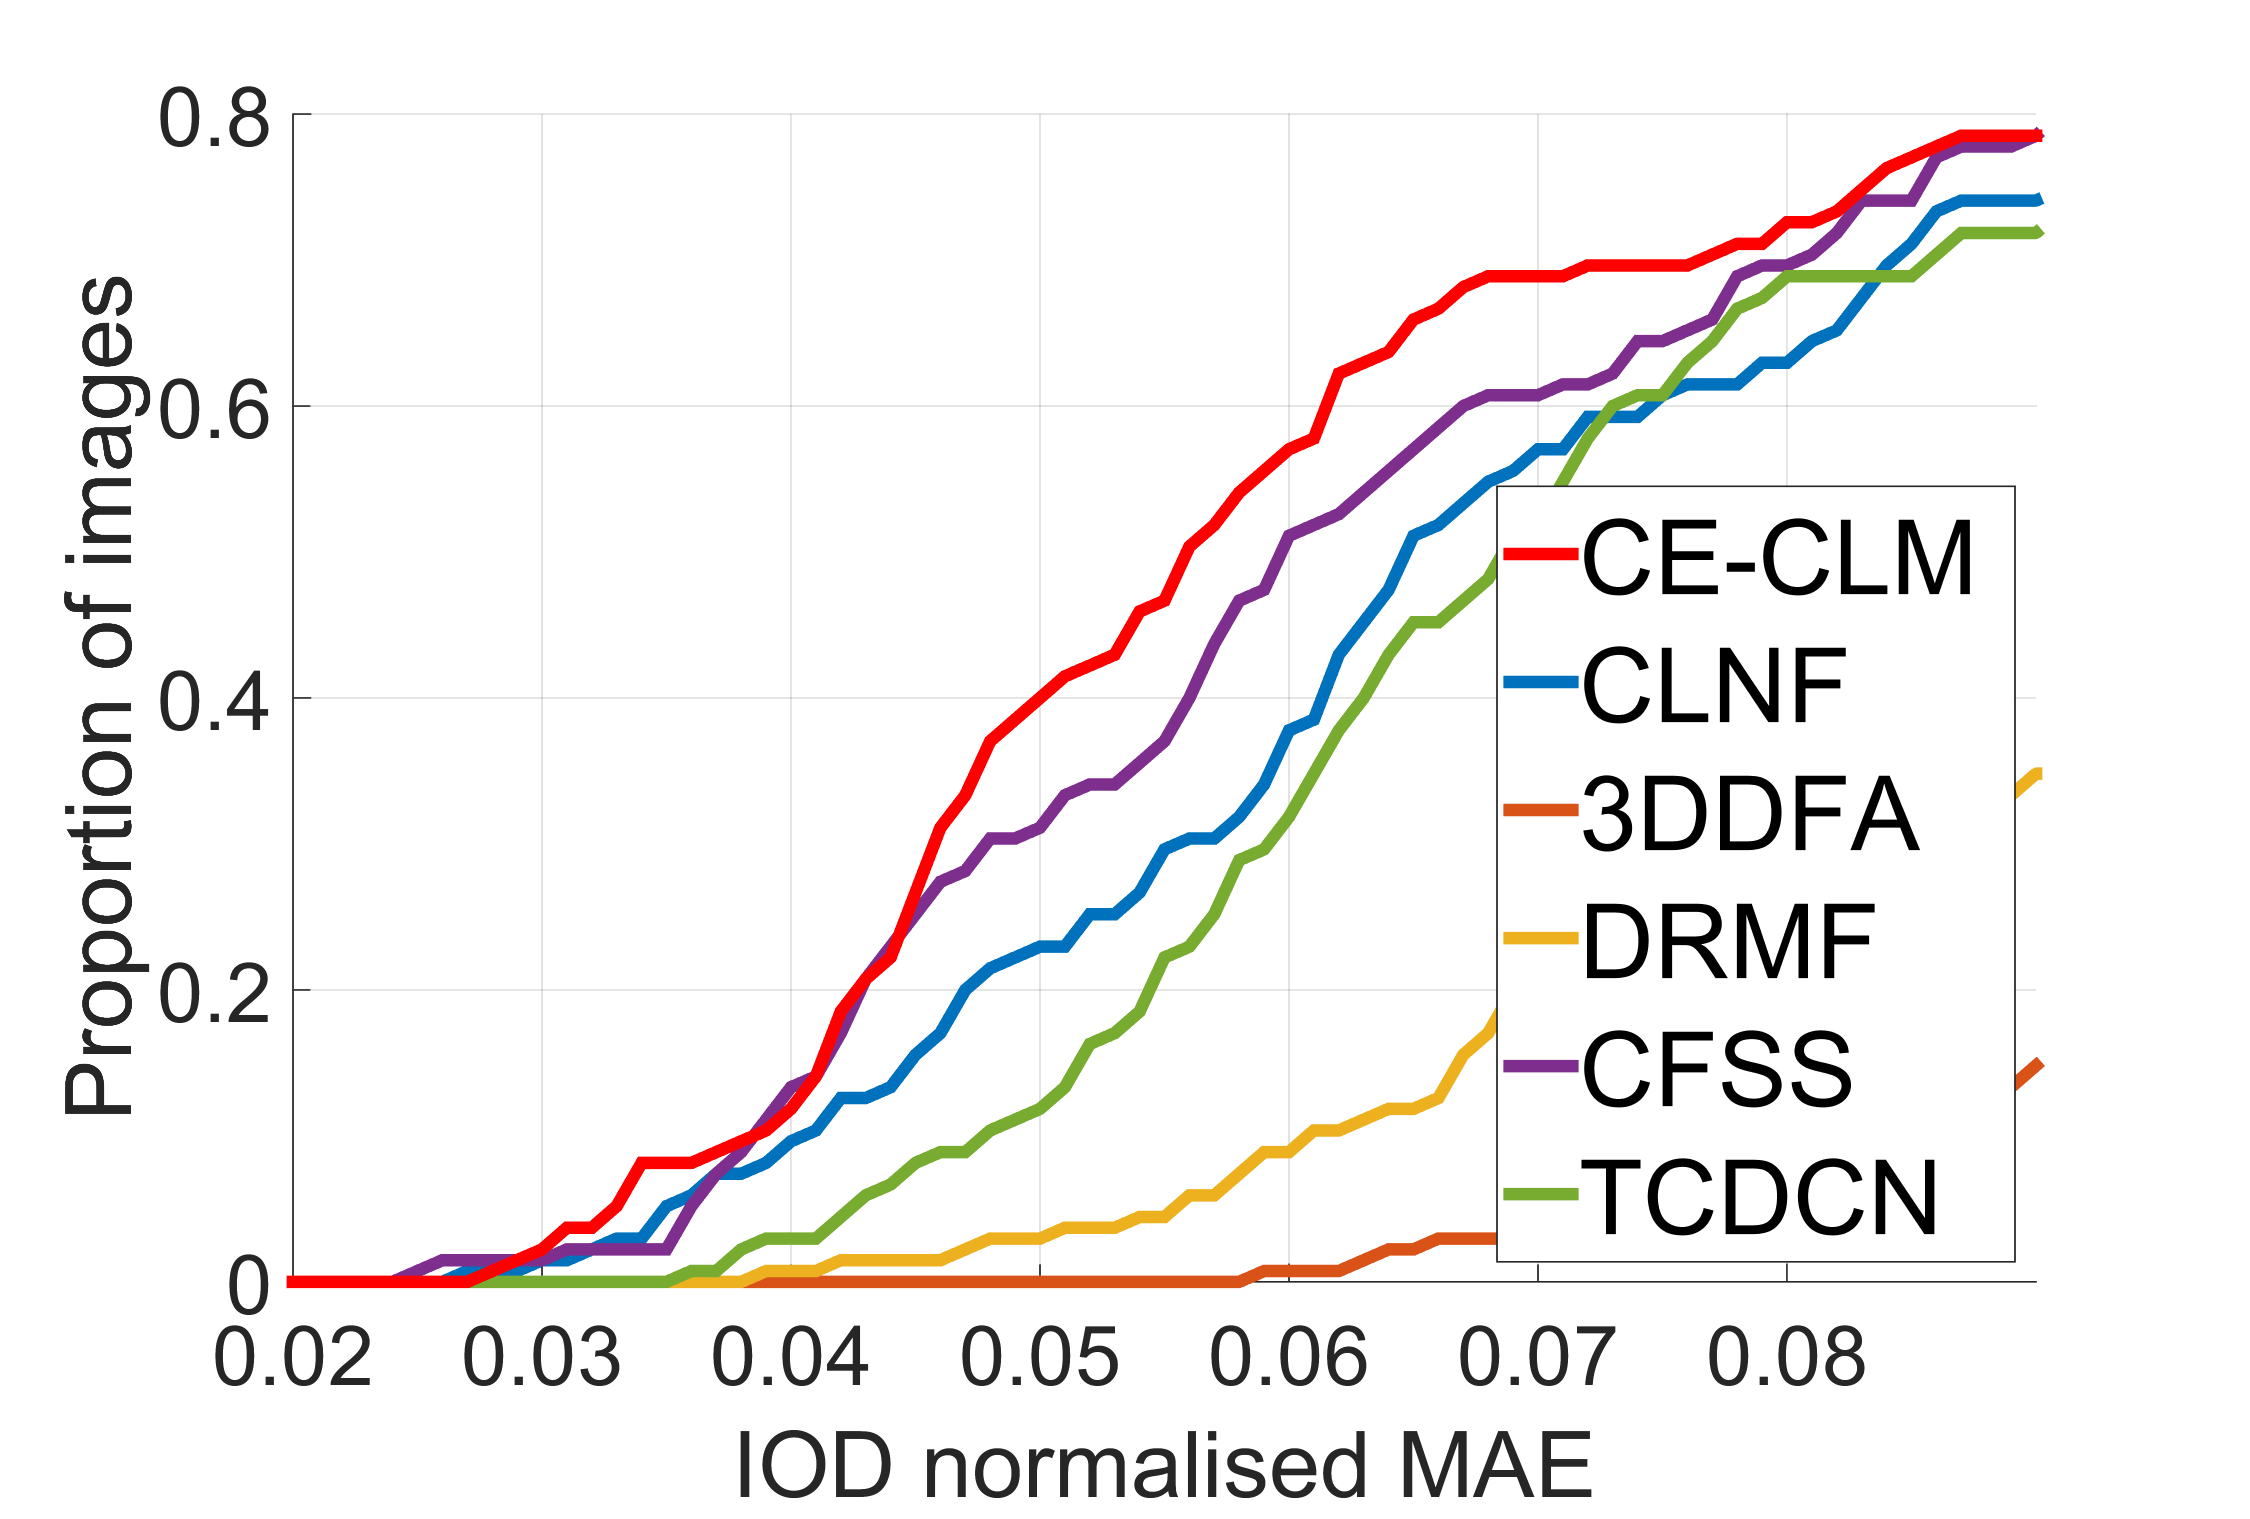 Proportion of images
0.8
0.6
0.4
0.2
0
0.02 0.03 0.04 0.05 0.06 0.07 0.08
IOD normalised MAE
CE-CLM
CLNF
3DDFA
DRMF
CFSS
TCDCN